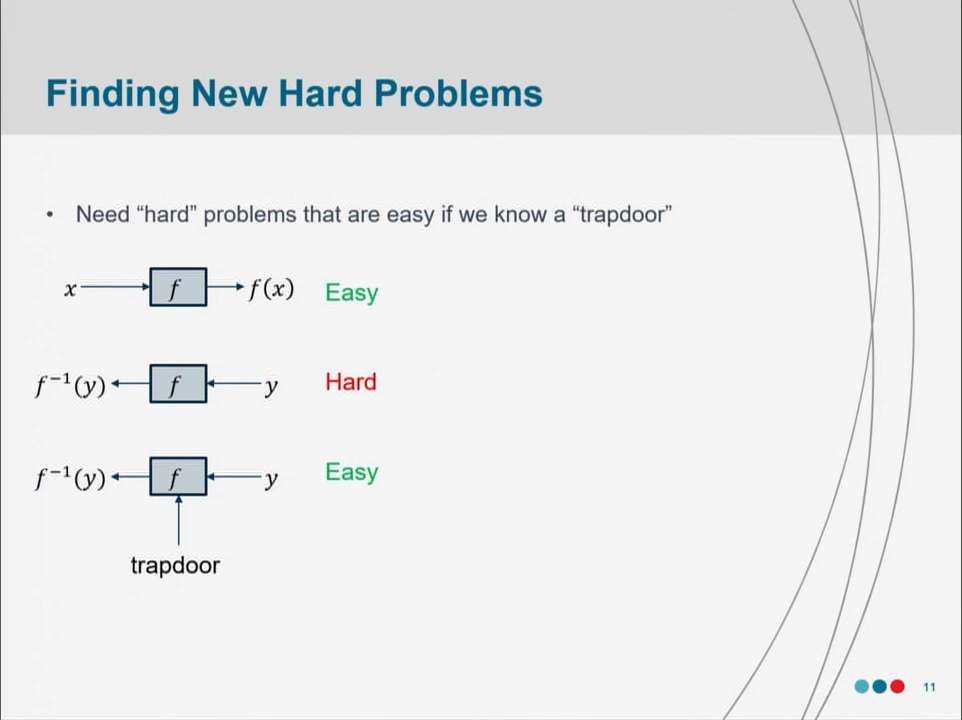 Finding New Hard Problems
• Need “hard” problems that are easy if we know a “trapdoor”
x f f(x) Easy
f⁻¹(y) f y Hard
f⁻¹(y) f y Easy
trapdoor
11